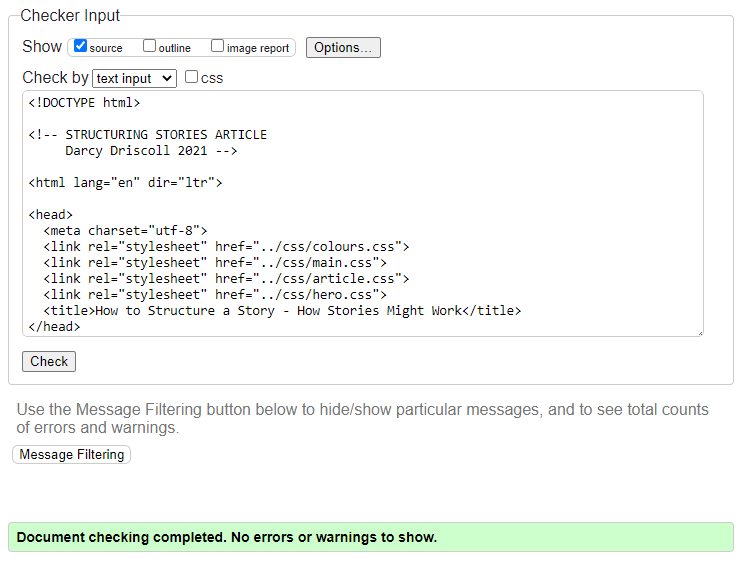 Checker Input
Show source outline image report Options...
Check by text input css
<!DOCTYPE html>
<!-- STRUCTURING STORIES ARTICLE
     Darcy Driscoll 2021 -->
<html lang="en" dir="ltr">
<head>
  <meta charset="utf-8">
  <link rel="stylesheet" href="../css/colours.css">
  <link rel="stylesheet" href="../css/main.css">
  <link rel="stylesheet" href="../css/article.css">
  <link rel="stylesheet" href="../css/hero.css">
  <title>How to Structure a Story - How Stories Might Work</title>
</head>
Check
Use the Message Filtering button below to hide/show particular messages, and to see total counts
of errors and warnings.
Message Filtering
Document checking completed. No errors or warnings to show.